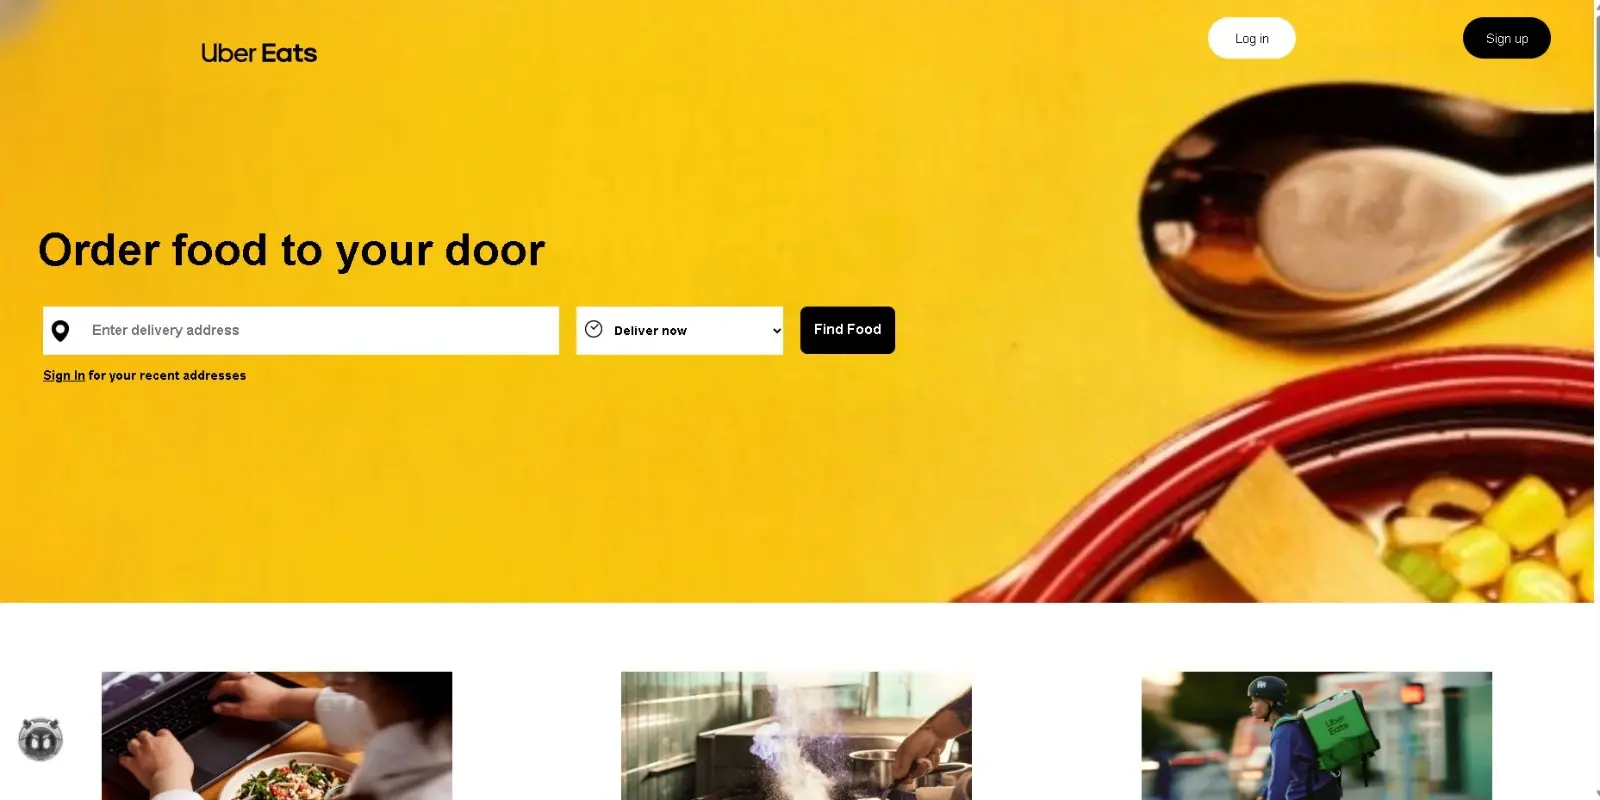 Uber Eats
Log in
Sign up
Order food to your door
Enter delivery address
Deliver now
Find Food
Sign In for your recent addresses
Uber
Eats